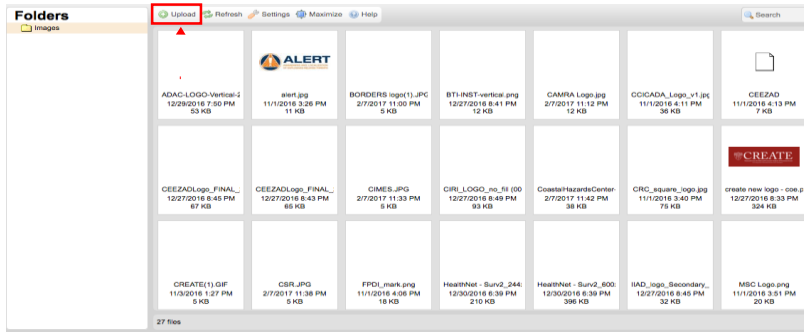 Folders
Images
Upload Refresh Settings Maximize Help Search
ALERT
ADAC-LOGO-Vertical-2 alert.jpg BORDERS logo(1).JPG BTI-INST-vertical.png CAMRA Logo.jpg CCICADA_Logo_v1.jpg CEEZAD
12/29/2016 7:50 PM 11/1/2016 3:26 PM 2/7/2017 11:00 PM 12/27/2016 8:41 PM 2/7/2017 11:12 PM 11/1/2016 4:11 PM 11/1/2016 4:13 PM
53 KB 11 KB 5 KB 12 KB 12 KB 36 KB 7 KB
CREATE
CEEZADLogo_FINAL_ CEEZADLogo_FINAL_ CIMES.JPG CIRI_LOGO_no_fil (00 CoastalHazardsCenter- CRC_square_logo.jpg create new logo - coe.p
12/27/2016 8:45 PM 12/27/2016 8:43 PM 2/7/2017 11:33 PM 12/27/2016 8:49 PM 2/7/2017 11:42 PM 11/1/2016 3:40 PM 12/27/2016 8:33 PM
67 KB 65 KB 5 KB 93 KB 38 KB 75 KB 324 KB
CREATE(1).GIF CSR.JPG FPDI_mark.png HealthNet - Surv2_244: HealthNet - Surv2_600: IIAD_logo_Secondary_ MSC Logo.png
11/3/2016 1:27 PM 2/7/2017 11:38 PM 11/1/2016 4:06 PM 12/30/2016 6:39 PM 12/30/2016 6:39 PM 12/27/2016 8:45 PM 11/1/2016 3:51 PM
5 KB 5 KB 18 KB 210 KB 396 KB 32 KB 20 KB
27 files